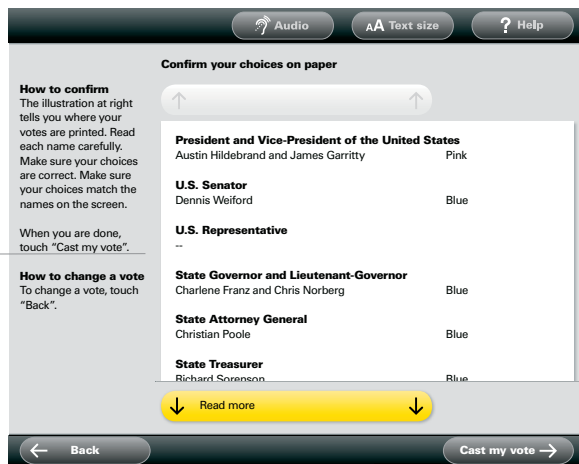 Audio
AA Text size
? Help
Confirm your choices on paper
How to confirm
The illustration at right
tells you where your
votes are printed. Read
each name carefully.
Make sure your choices
are correct. Make sure
your choices match the
names on the screen.
When you are done,
touch “Cast my vote”.
How to change a vote
To change a vote, touch
“Back”.
President and Vice-President of the United States
Austin Hildebrand and James Garritty Pink
U.S. Senator
Dennis Weiford Blue
U.S. Representative
--
State Governor and Lieutenant-Governor
Charlene Franz and Chris Norberg Blue
State Attorney General
Christian Poole Blue
State Treasurer
Richard Sorenson Blue
Read more
Back
Cast my vote